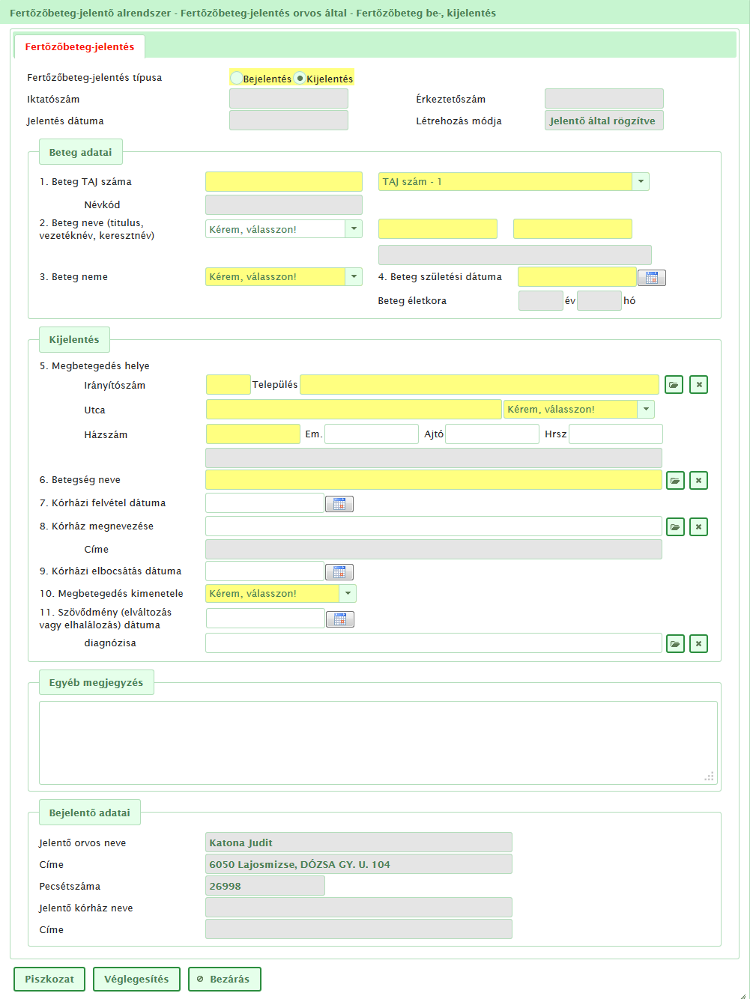 Fertőzőbeteg-jelentő alrendszer - Fertőzőbeteg-jelentés orvos által - Fertőzőbeteg be-, kijelentés
Fertőzőbeteg-jelentés
Fertőzőbeteg-jelentés típusa Bejelentés Kijelentés
Iktatószám Érkeztetőszám
Jelentés dátuma Létrehozás módja Jelentő által rögzítve
Beteg adatai
1. Beteg TAJ száma TAJ szám - 1
Névkód
2. Beteg neve (titulus,
vezetéknév, keresztnév) Kérem, válasszon!
3. Beteg neme Kérem, válasszon! 4. Beteg születési dátuma
Beteg életkora év hó
Kijelentés
5. Megbetegedés helye
Irányítószám Település
Utca Kérem, válasszon!
Házszám Em. Ajtó Hrsz
6. Betegség neve
7. Kórházi felvétel dátuma
8. Kórház megnevezése
Címe
9. Kórházi elbocsátás dátuma
10. Megbetegedés kimenetele Kérem, válasszon!
11. Szövődmény (elváltozás
vagy elhalálozás) dátuma
diagnózisa
Egyéb megjegyzés
Bejelentő adatai
Jelentő orvos neve Katona Judit
Címe 6050 Lajosmizse, DÓZSA GY. U. 104
Pecsétszáma 26998
Jelentő kórház neve
Címe
Piszkozat Véglegesítés Bezárás